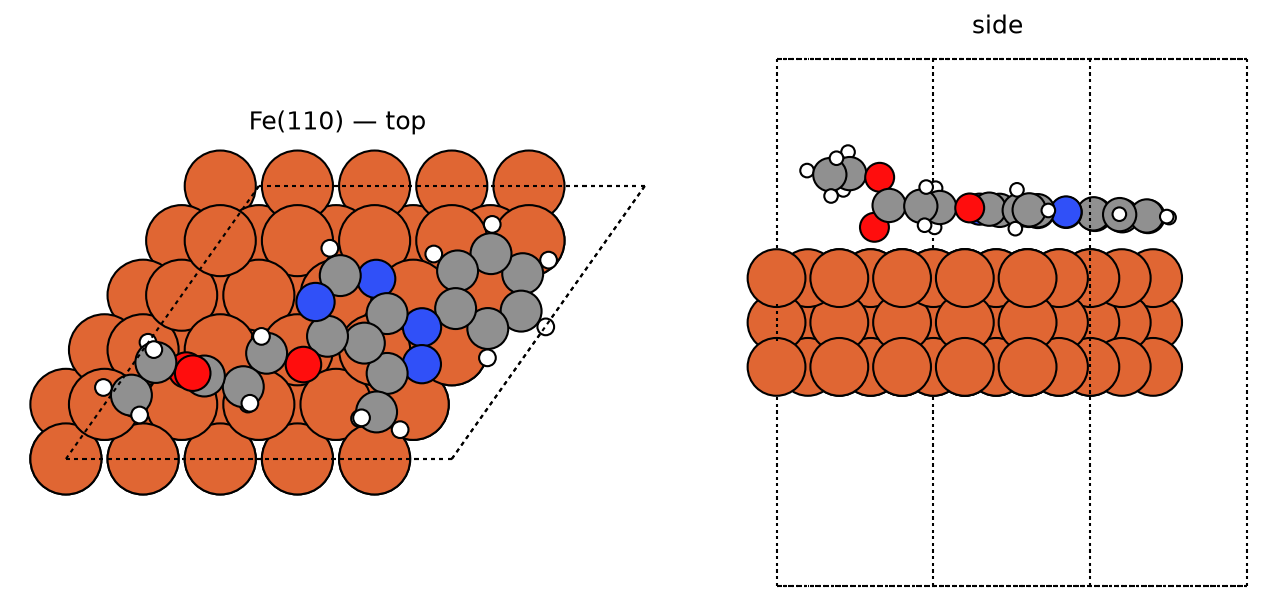 side
Fe(110) — top